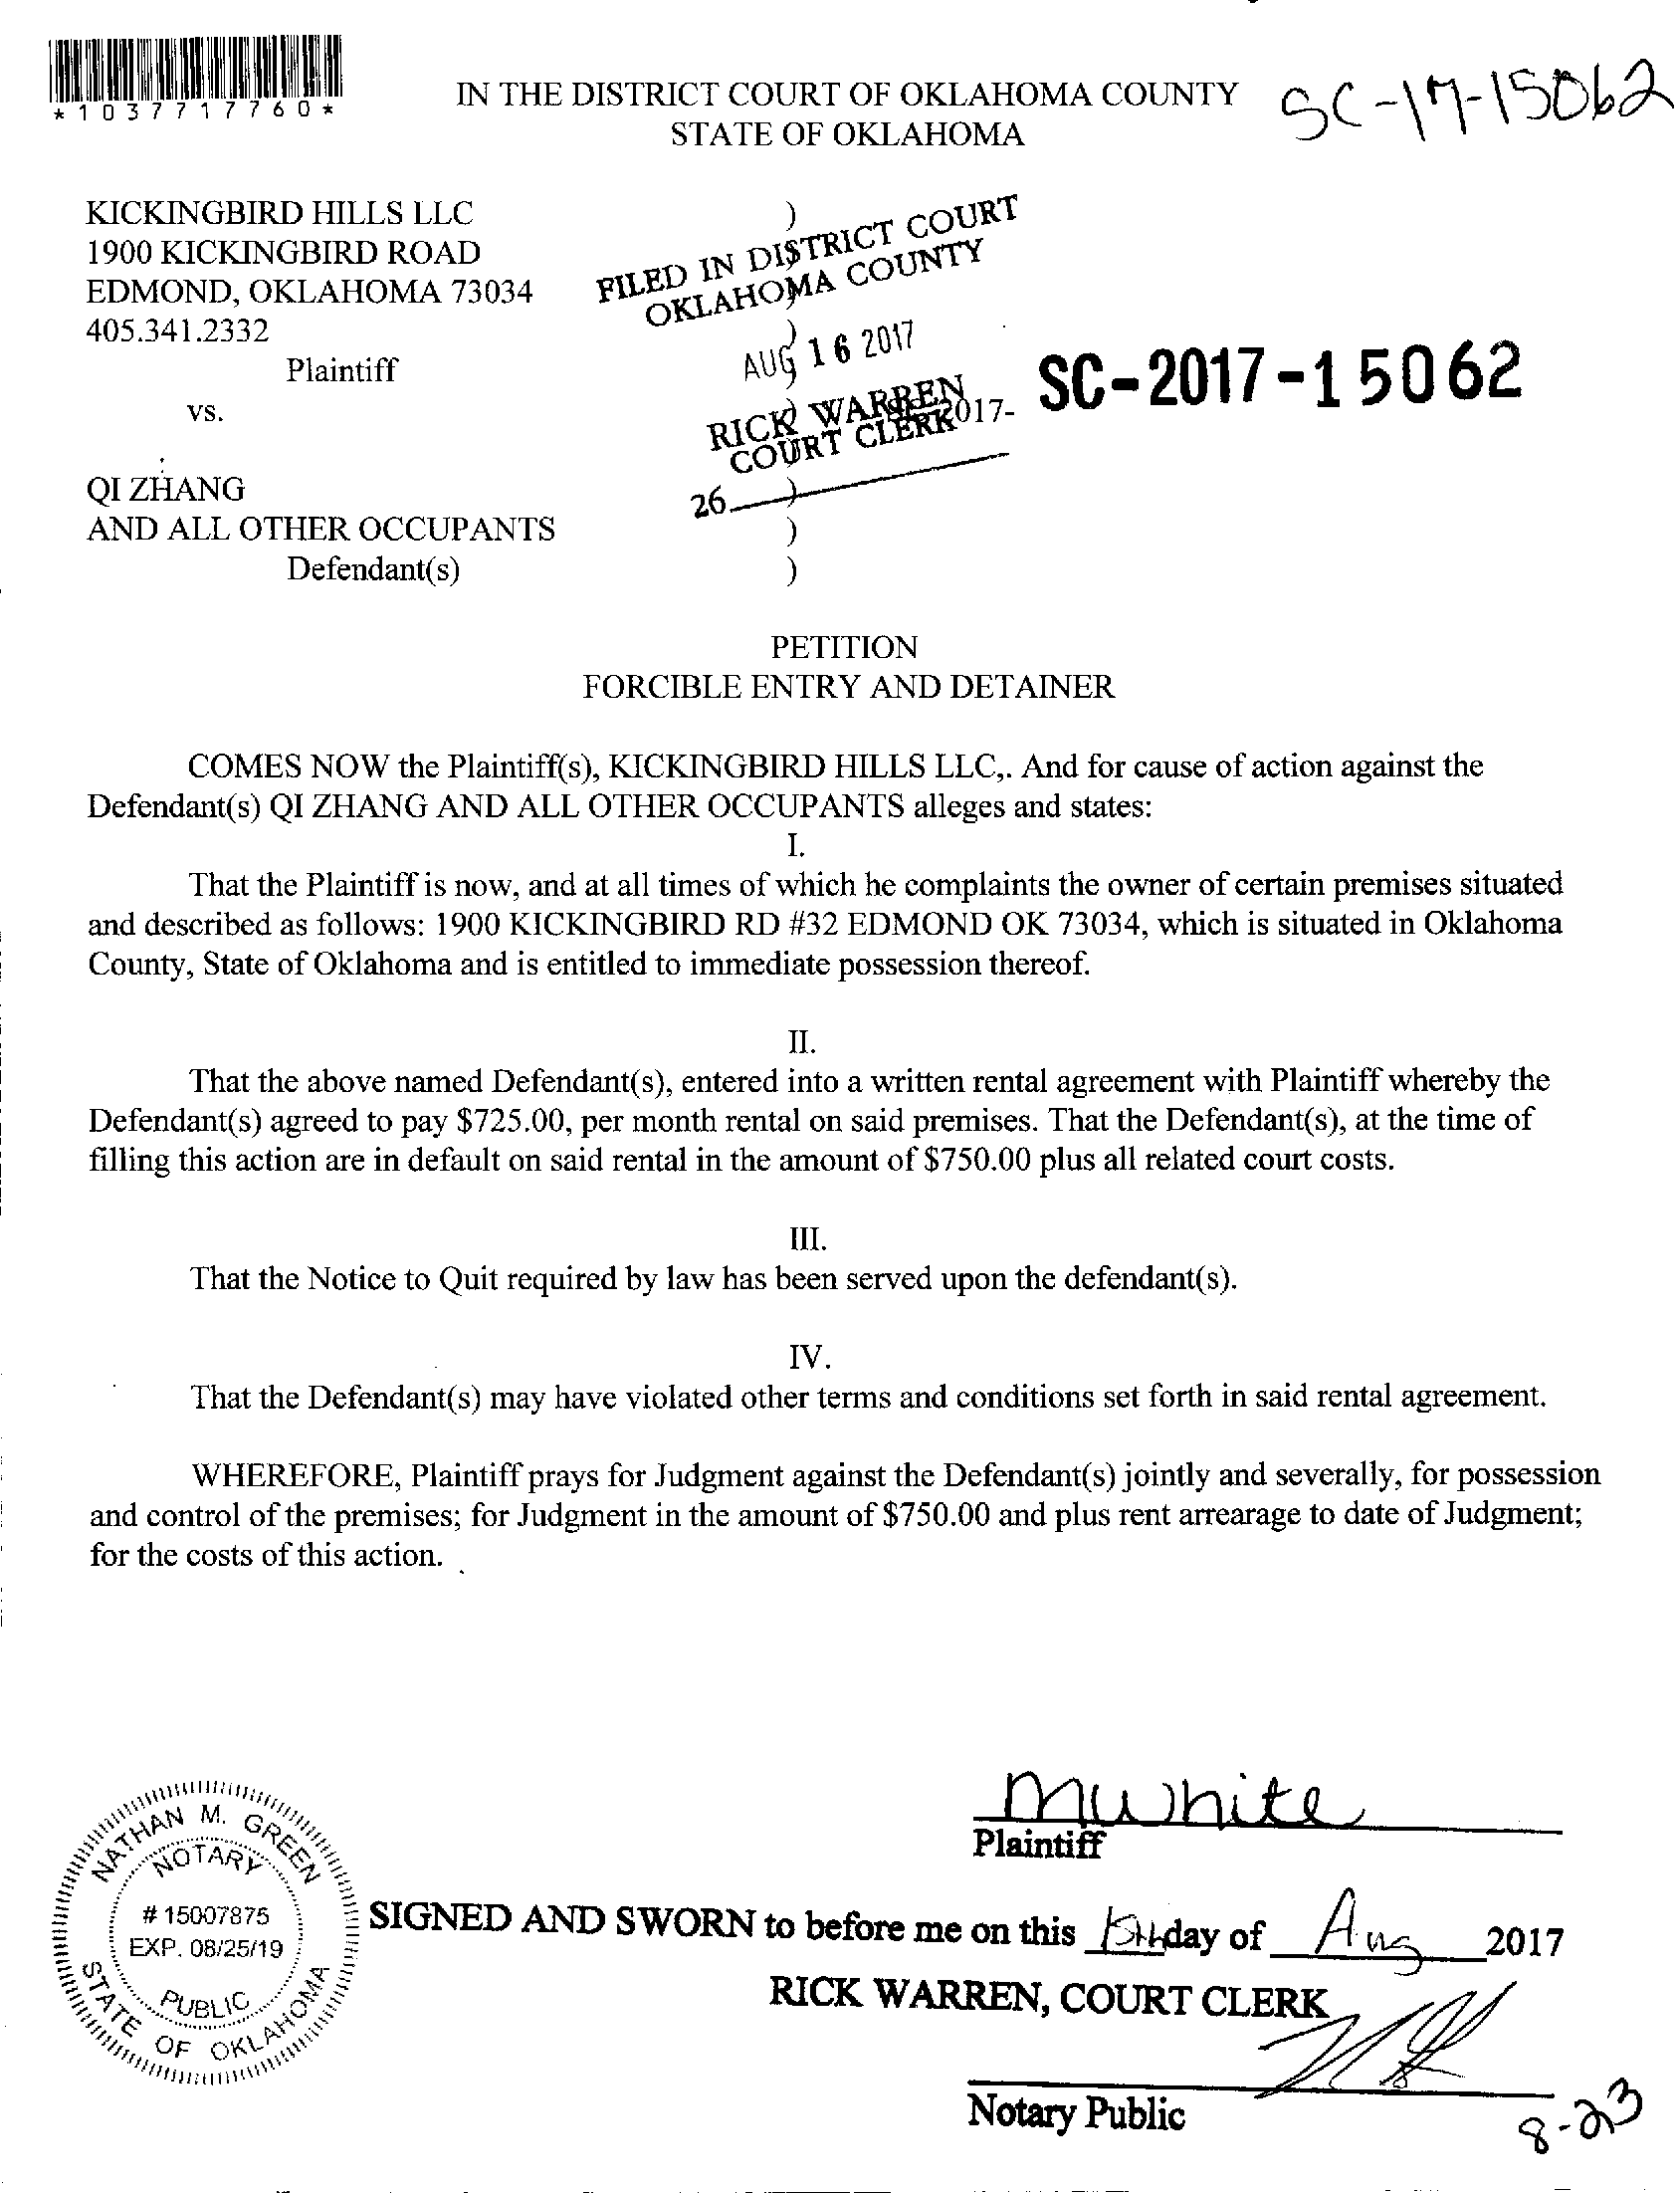 *1037717760*
IN THE DISTRICT COURT OF OKLAHOMA COUNTY
STATE OF OKLAHOMA
SC-17-15062
KICKINGBIRD HILLS LLC
1900 KICKINGBIRD ROAD
EDMOND, OKLAHOMA 73034
405.341.2332
Plaintiff
vs.
QI ZHANG
AND ALL OTHER OCCUPANTS
Defendant(s)
)
)
)
)
)
)
)
)
FILED IN DISTRICT COURT
OKLAHOMA COUNTY
AUG 16 2017
RICK WARREN
COURT CLERK
26
2017-
SC-2017-15062
PETITION
FORCIBLE ENTRY AND DETAINER
COMES NOW the Plaintiff(s), KICKINGBIRD HILLS LLC,. And for cause of action against the
Defendant(s) QI ZHANG AND ALL OTHER OCCUPANTS alleges and states:
I.
That the Plaintiff is now, and at all times of which he complaints the owner of certain premises situated
and described as follows: 1900 KICKINGBIRD RD #32 EDMOND OK 73034, which is situated in Oklahoma
County, State of Oklahoma and is entitled to immediate possession thereof.
II.
That the above named Defendant(s), entered into a written rental agreement with Plaintiff whereby the
Defendant(s) agreed to pay $725.00, per month rental on said premises. That the Defendant(s), at the time of
filling this action are in default on said rental in the amount of $750.00 plus all related court costs.
III.
That the Notice to Quit required by law has been served upon the defendant(s).
IV.
That the Defendant(s) may have violated other terms and conditions set forth in said rental agreement.
WHEREFORE, Plaintiff prays for Judgment against the Defendant(s) jointly and severally, for possession
and control of the premises; for Judgment in the amount of $750.00 and plus rent arrearage to date of Judgment;
for the costs of this action.
MWhite
Plaintiff
NATHAN M. GREEN
NOTARY
# 15007875
EXP. 08/25/19
PUBLIC
STATE OF OKLAHOMA
SIGNED AND SWORN to before me on this 15th day of Aug 2017
RICK WARREN, COURT CLERK
Notary Public
8-23